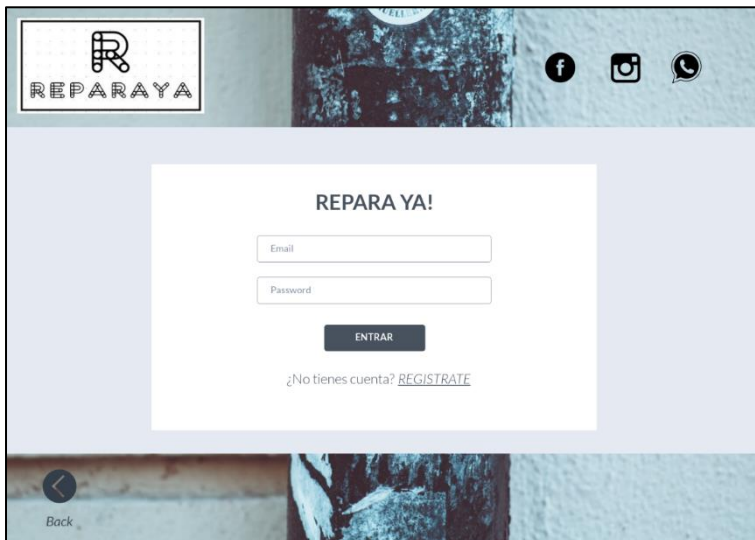 REPARAYA
REPARA YA!
Email
Password
ENTRAR
¿No tienes cuenta? REGISTRATE
Back